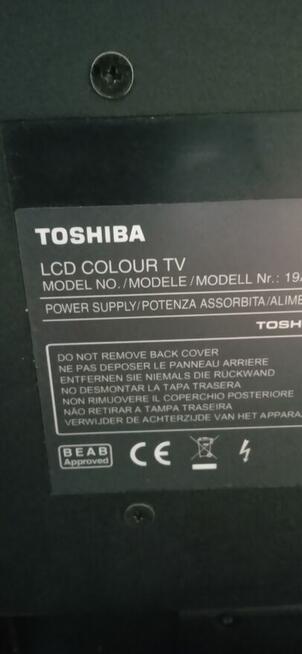 TOSHIBA
LCD COLOUR TV
MODEL NO./MODELE/MODELL Nr.: 19
POWER SUPPLY/POTENZA ASSORBITA/ALIME
TOSH
DO NOT REMOVE BACK COVER
NE PAS DEPOSER LE PANNEAU ARRIERE
ENTFERNEN SIE NIEMALS DIE RUCKWAND
NO DESMONTAR LA TAPA TRASERA
NON RIMUOVERE IL COPERCHIO POSTERIORE
NÃO RETIRAR A TAMPA TRASEIRA
VERWIJDER DE ACHTERZIJDE VAN HET APPARA
BEAB
Approved
CE